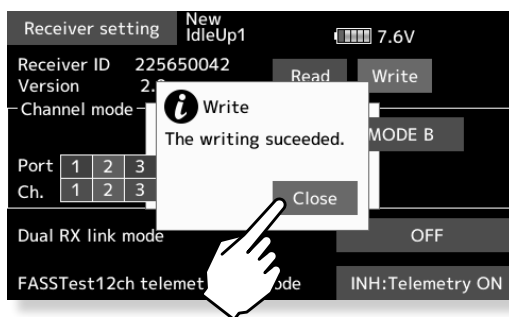 Receiver setting
New
IdleUp1
7.6V
Receiver ID 225650042
Version 2.
Read
Write
Channel mode
i Write
The writing suceeded.
MODE B
Port 1 2 3
Ch. 1 2 3
Close
Dual RX link mode OFF
FASSTest12ch telemet ode INH:Telemetry ON